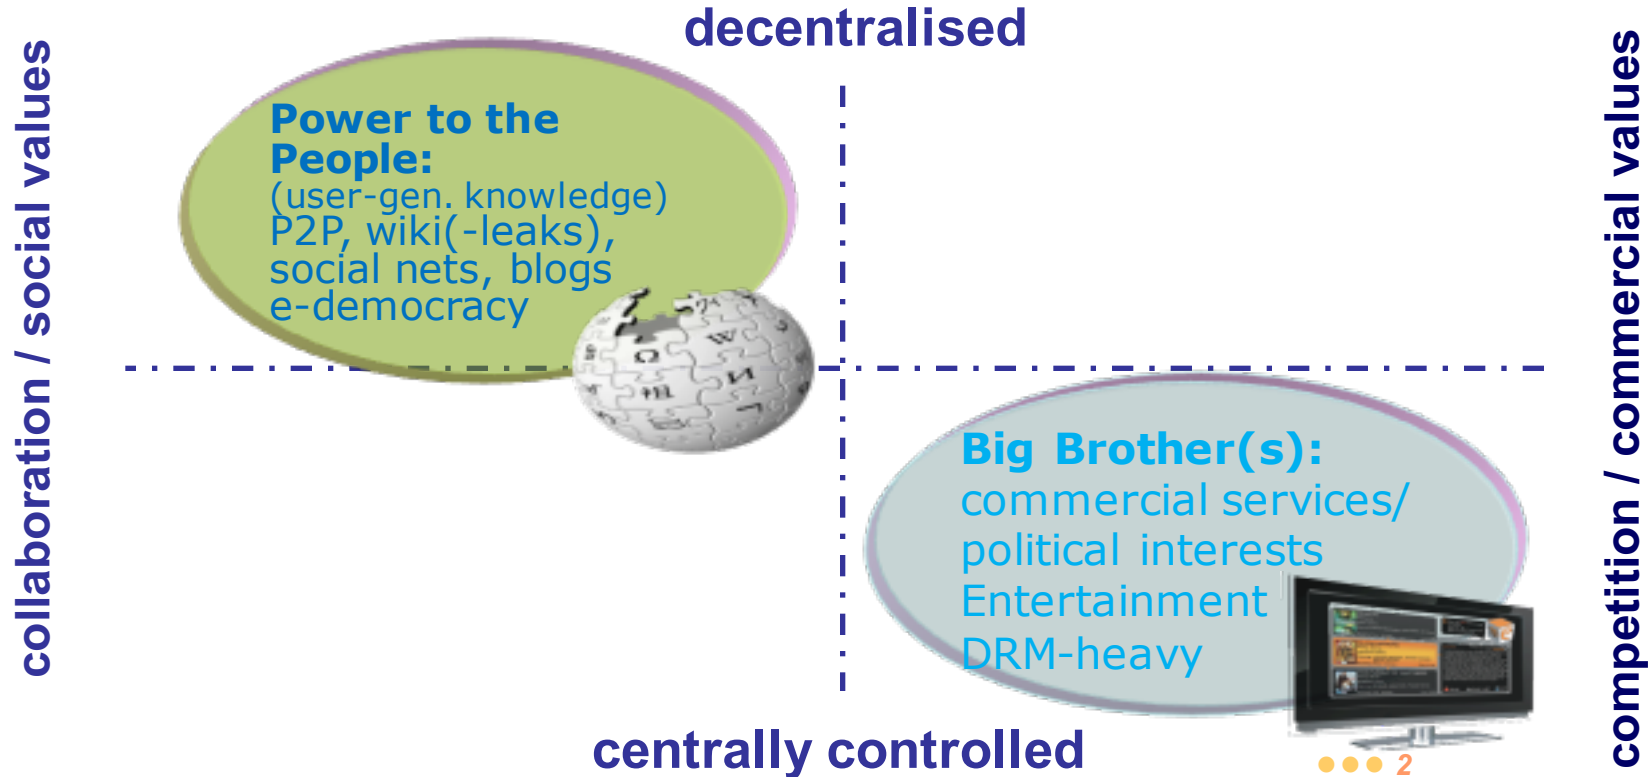 decentralised
collaboration / social values
competition / commercial values
Power to the
People:
(user-gen. knowledge)
P2P, wiki(-leaks),
social nets, blogs
e-democracy
Big Brother(s):
commercial services/
political interests
Entertainment
DRM-heavy
centrally controlled
2